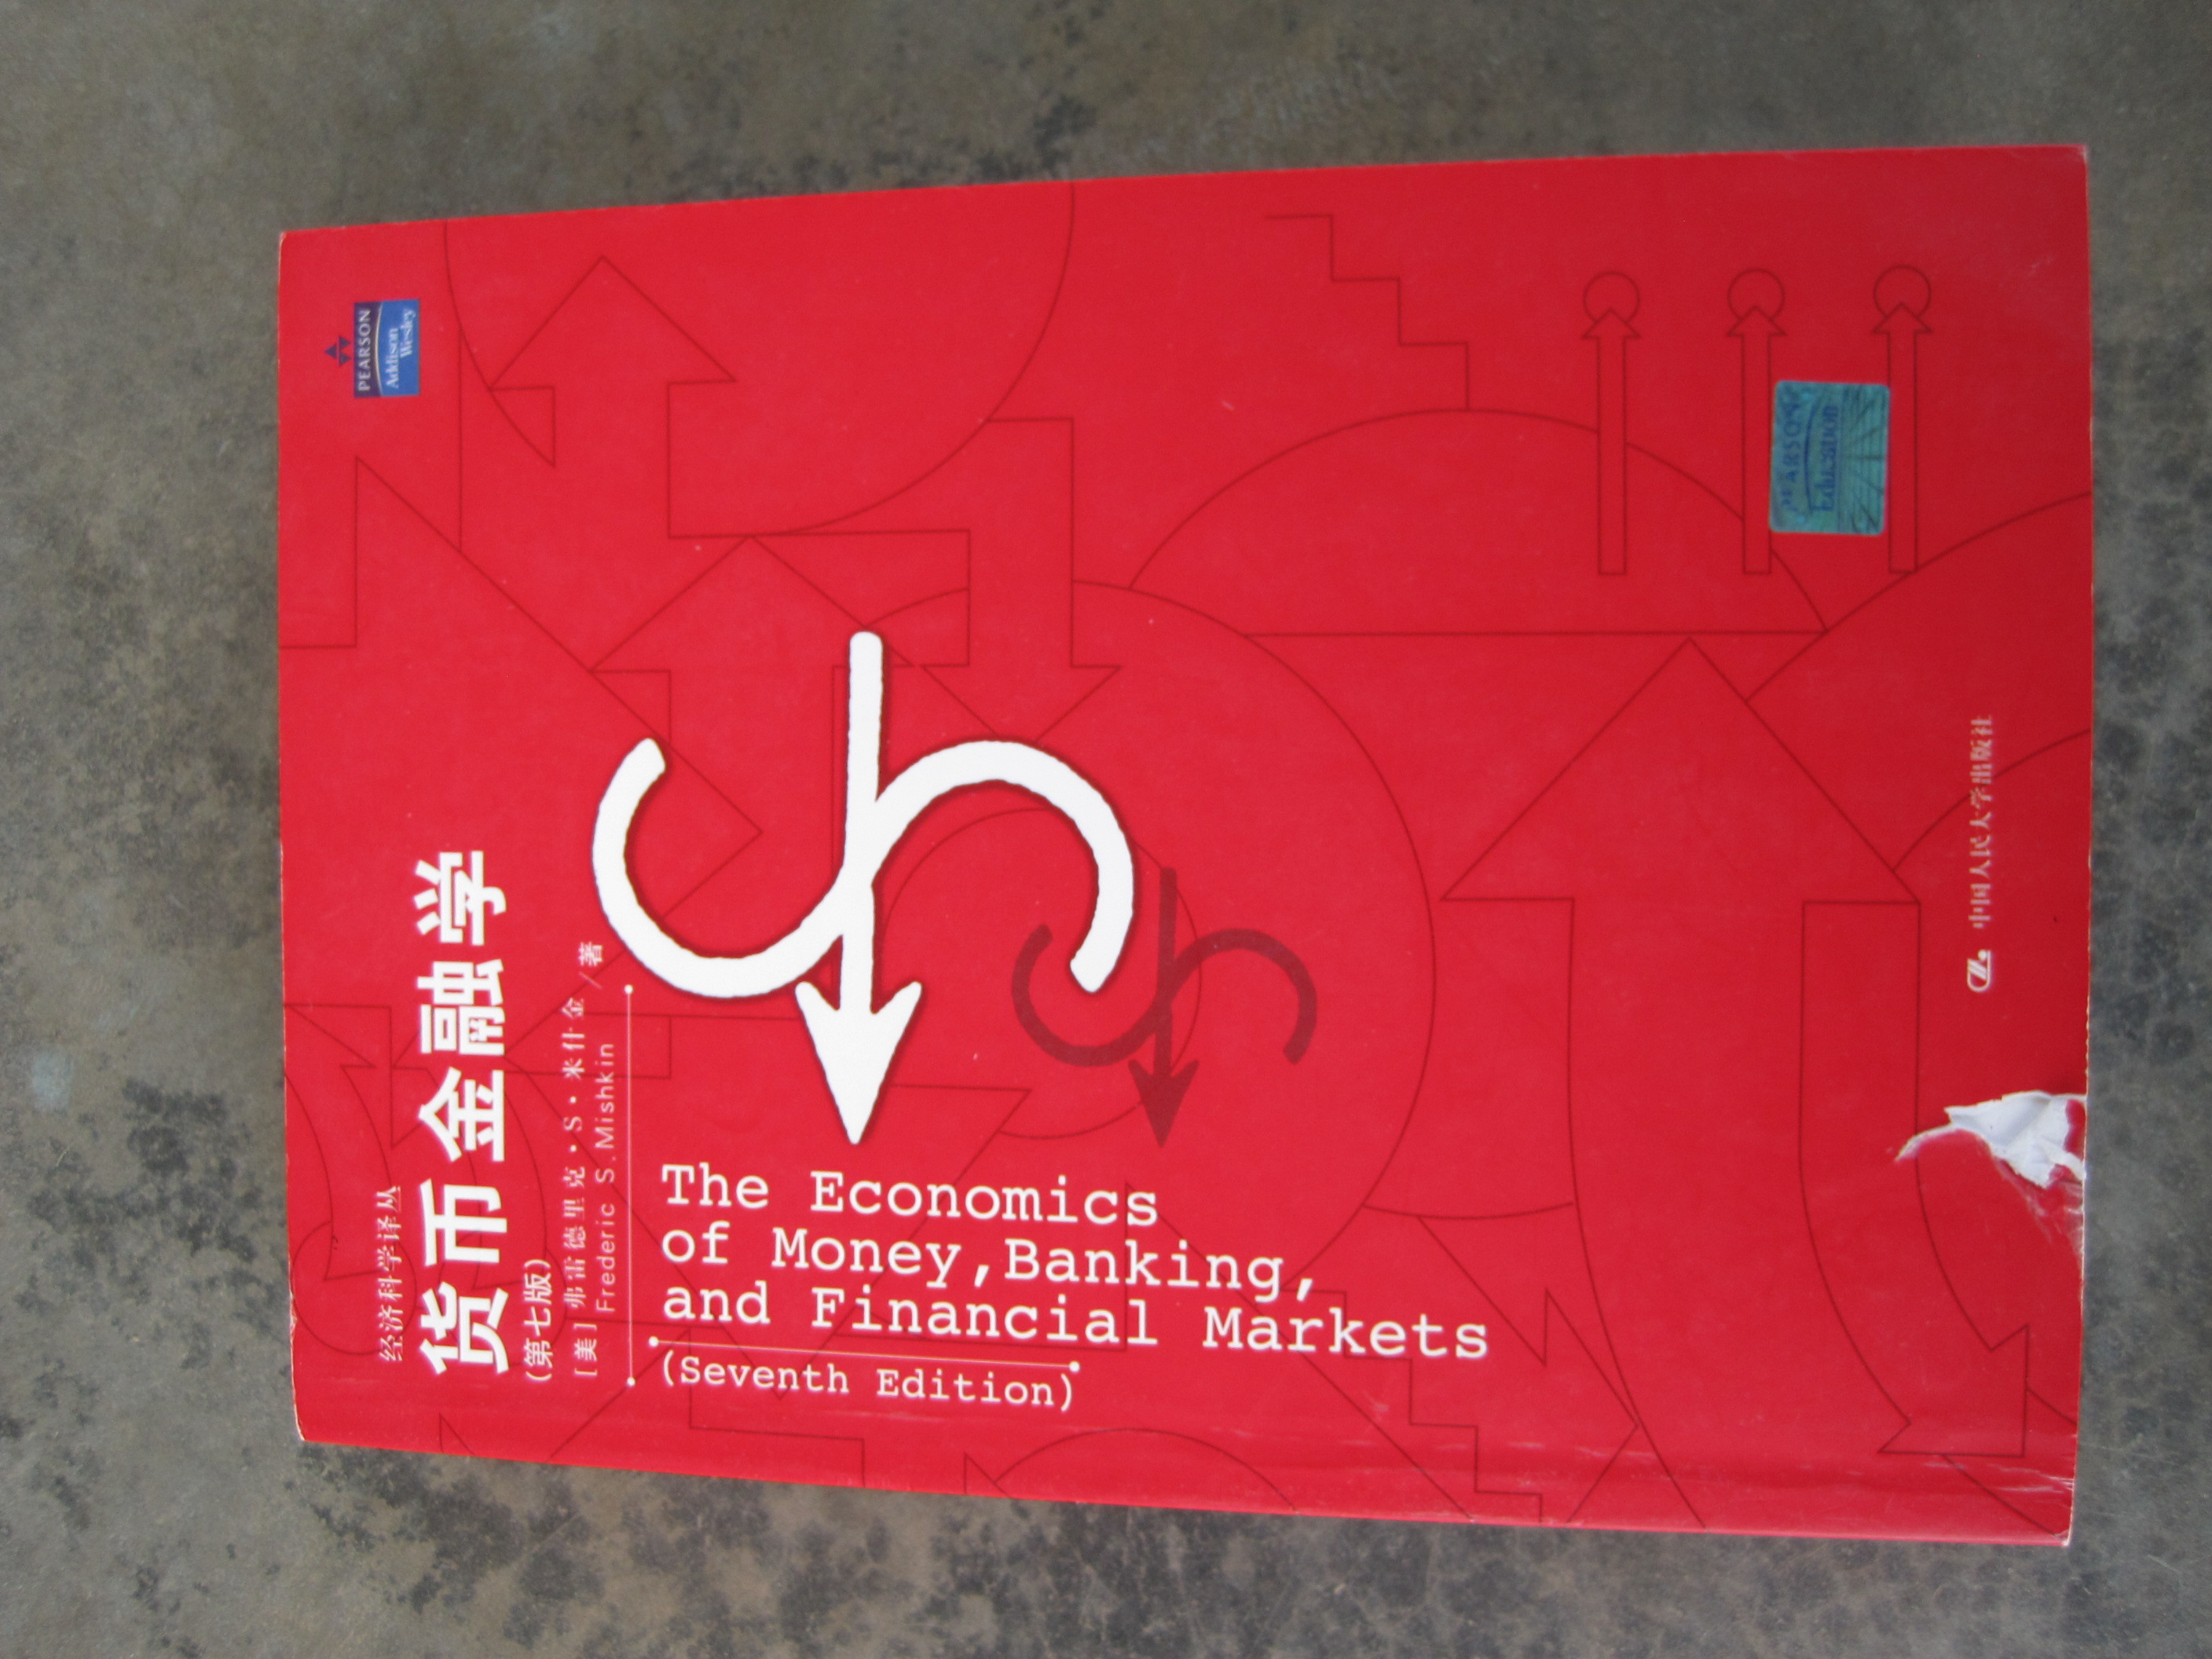 PEARSON
Addison
Wesley
经济科学译丛
货币金融学
(第七版)
[美] 弗雷德里克·S·米什金/著
Frederic S.Mishkin
The Economics
of Money,Banking,
and Financial Markets
(Seventh Edition)
PEARSON
Education
中国人民大学出版社